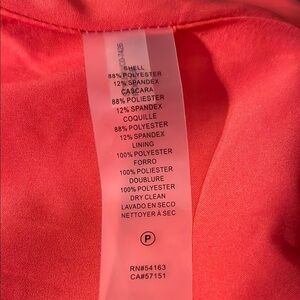 SHELL
88% POLYESTER
12% SPANDEX
CASCARA
88% POLIESTER
12% SPANDEX
COQUILLE
88% POLYESTER
12% SPANDEX
LINING
100% POLYESTER
FORRO
100% POLIESTER
DOUBLURE
100% POLYESTER
DRY CLEAN
LAVADO EN SECO
NETTOYER À SEC
P
RN#54163
CA#57151